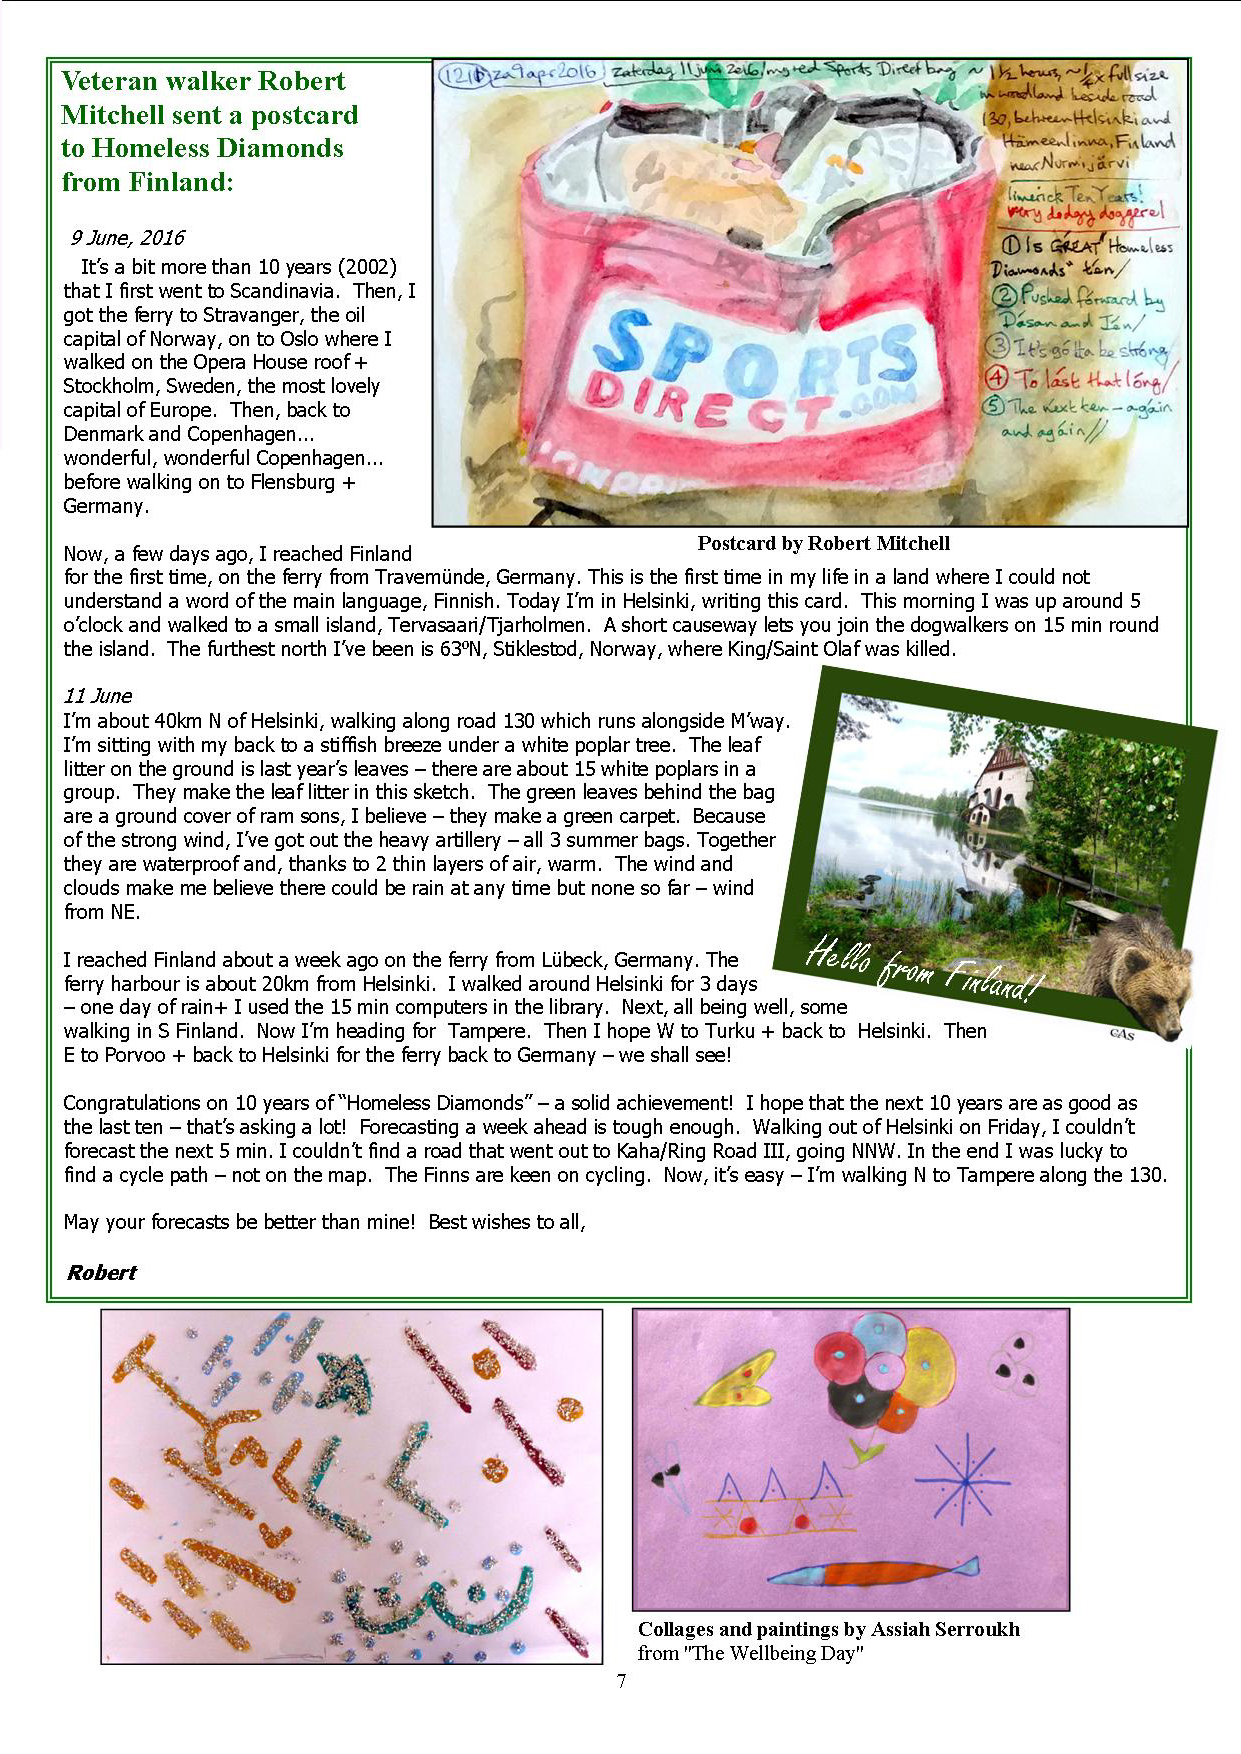 Veteran walker Robert
Mitchell sent a postcard
to Homeless Diamonds
from Finland:
9 June, 2016
It's a bit more than 10 years (2002)
that I first went to Scandinavia. Then, I
got the ferry to Stravanger, the oil
capital of Norway, on to Oslo where I
walked on the Opera House roof +
Stockholm, Sweden, the most lovely
capital of Europe. Then, back to
Denmark and Copenhagen...
wonderful, wonderful Copenhagen...
before walking on to Flensburg +
Germany.
1216 za 9 apr 2016 zaterdag 11 juni 2016/my red Sports Direct bag ~ 1½ hours, ~ ¼x full size
in woodland beside road
130, between Helsinki and
Hämeenlinna, Finland
near Nurmijärvi
limerick Ten Years!
very dodgy doggerel
① Is GREAT "Homeless
Diamonds" ten/
② Pushed fórward by
Dásan and Ián/
③ It's gótta be stróng
④ To lást that lóng/
⑤ The next ten – agáin
and agáin//
SPORTS
DIRECT.COM
Postcard by Robert Mitchell
Now, a few days ago, I reached Finland
for the first time, on the ferry from Travemünde, Germany. This is the first time in my life in a land where I could not
understand a word of the main language, Finnish. Today I'm in Helsinki, writing this card. This morning I was up around 5
o'clock and walked to a small island, Tervasaari/Tjarholmen. A short causeway lets you join the dogwalkers on 15 min round
the island. The furthest north I've been is 63ºN, Stiklestod, Norway, where King/Saint Olaf was killed.
11 June
I'm about 40km N of Helsinki, walking along road 130 which runs alongside M'way.
I'm sitting with my back to a stiffish breeze under a white poplar tree. The leaf
litter on the ground is last year's leaves – there are about 15 white poplars in a
group. They make the leaf litter in this sketch. The green leaves behind the bag
are a ground cover of ram sons, I believe – they make a green carpet. Because
of the strong wind, I've got out the heavy artillery – all 3 summer bags. Together
they are waterproof and, thanks to 2 thin layers of air, warm. The wind and
clouds make me believe there could be rain at any time but none so far – wind
from NE.
Hello from Finland!
GAS
I reached Finland about a week ago on the ferry from Lübeck, Germany. The
ferry harbour is about 20km from Helsinki. I walked around Helsinki for 3 days
– one day of rain+ I used the 15 min computers in the library. Next, all being well, some
walking in S Finland. Now I'm heading for Tampere. Then I hope W to Turku + back to Helsinki. Then
E to Porvoo + back to Helsinki for the ferry back to Germany – we shall see!
Congratulations on 10 years of “Homeless Diamonds” – a solid achievement! I hope that the next 10 years are as good as
the last ten – that's asking a lot! Forecasting a week ahead is tough enough. Walking out of Helsinki on Friday, I couldn't
forecast the next 5 min. I couldn't find a road that went out to Kaha/Ring Road III, going NNW. In the end I was lucky to
find a cycle path – not on the map. The Finns are keen on cycling. Now, it's easy – I'm walking N to Tampere along the 130.
May your forecasts be better than mine! Best wishes to all,
Robert
Collages and paintings by Assiah Serroukh
from "The Wellbeing Day"
7